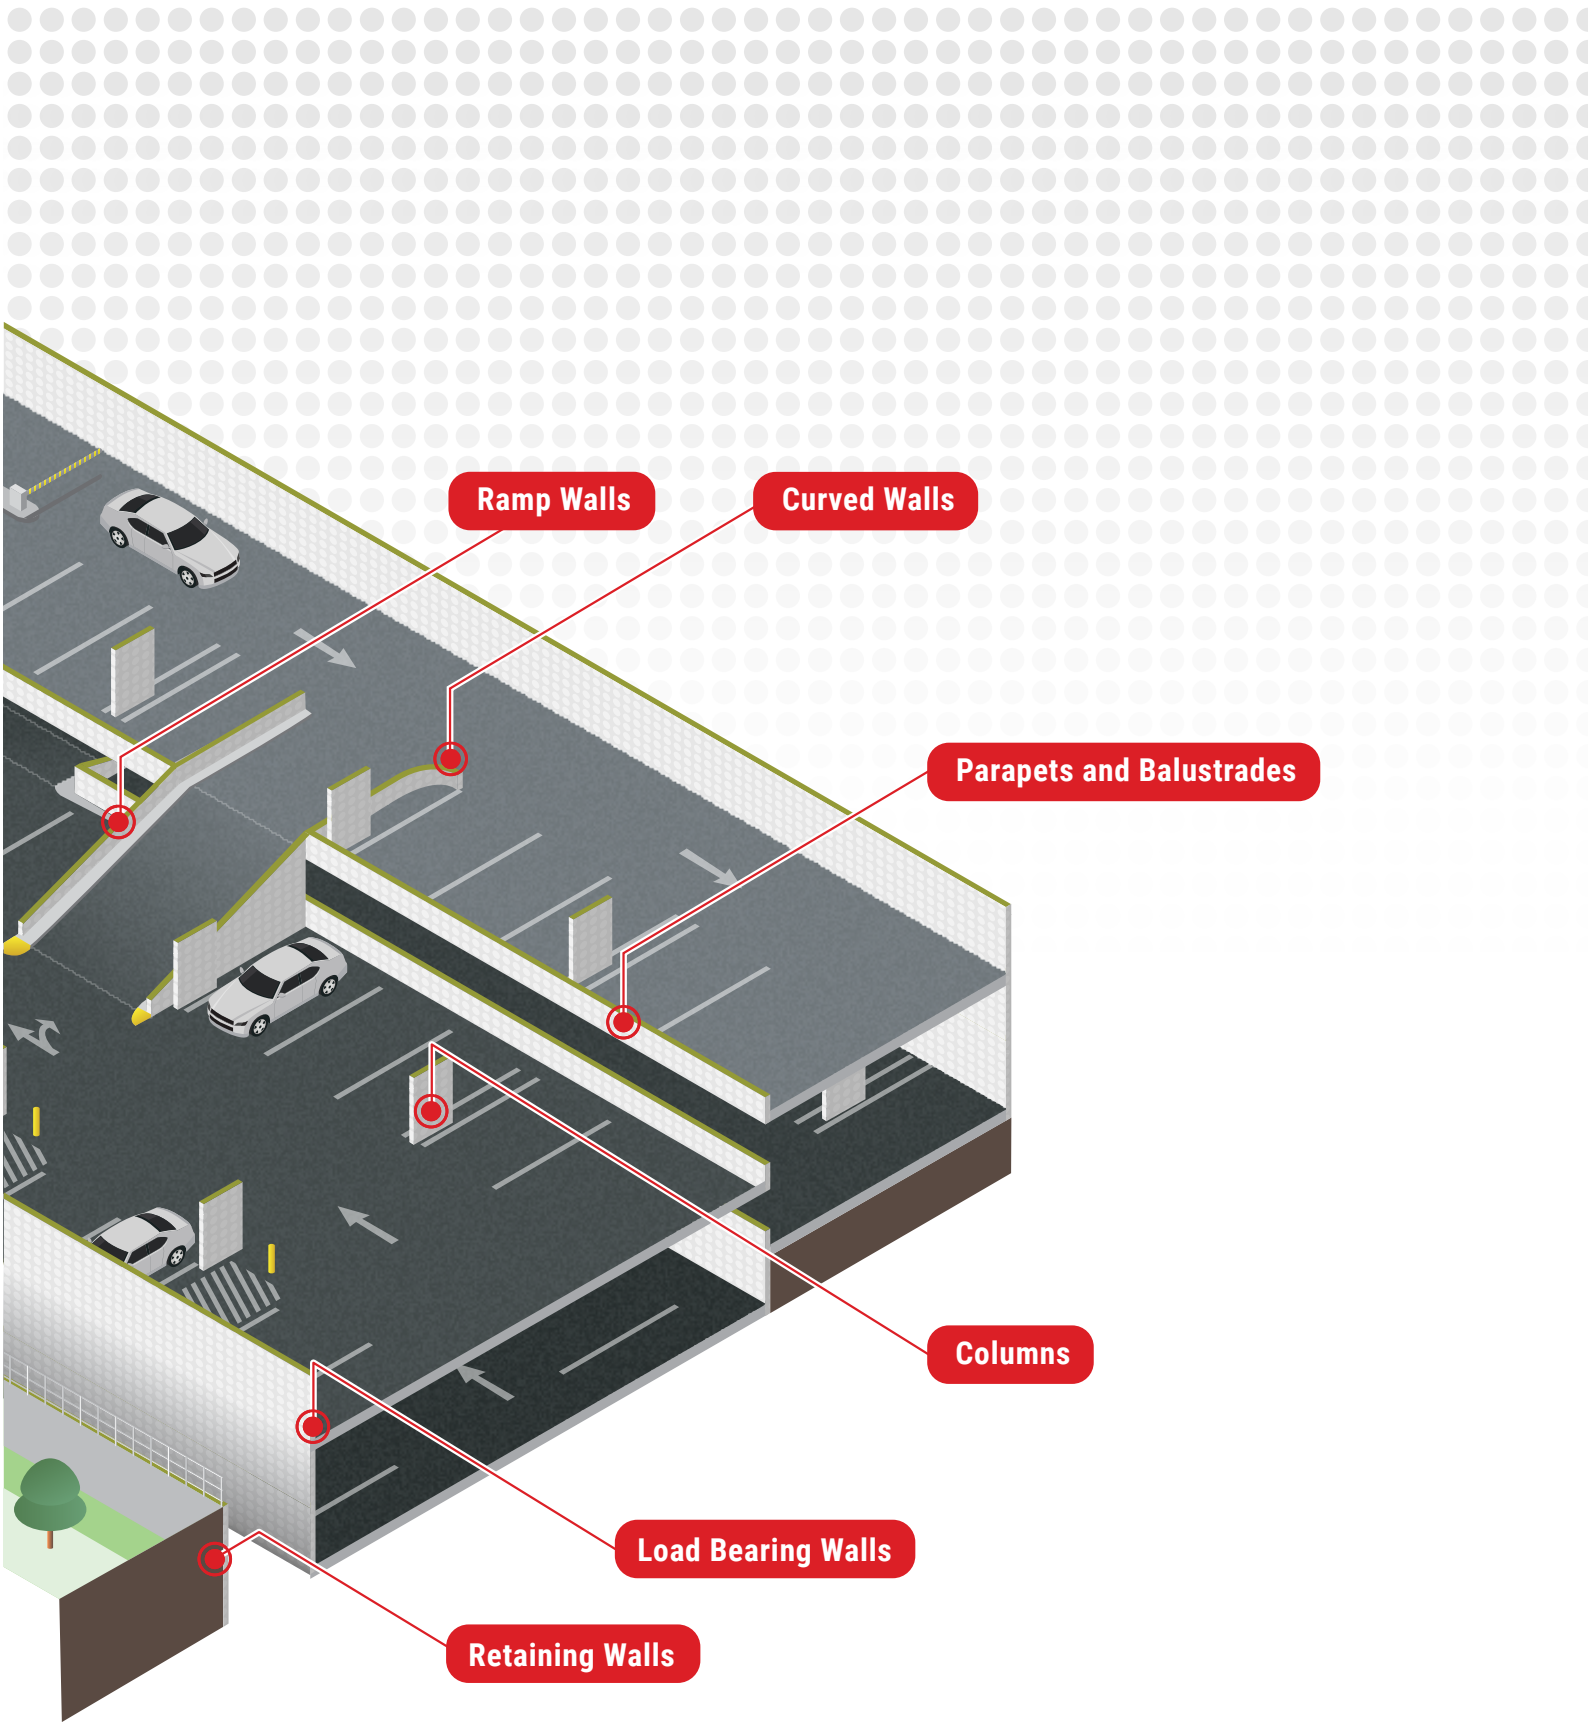 Ramp Walls
Curved Walls
Parapets and Balustrades
Columns
Load Bearing Walls
Retaining Walls